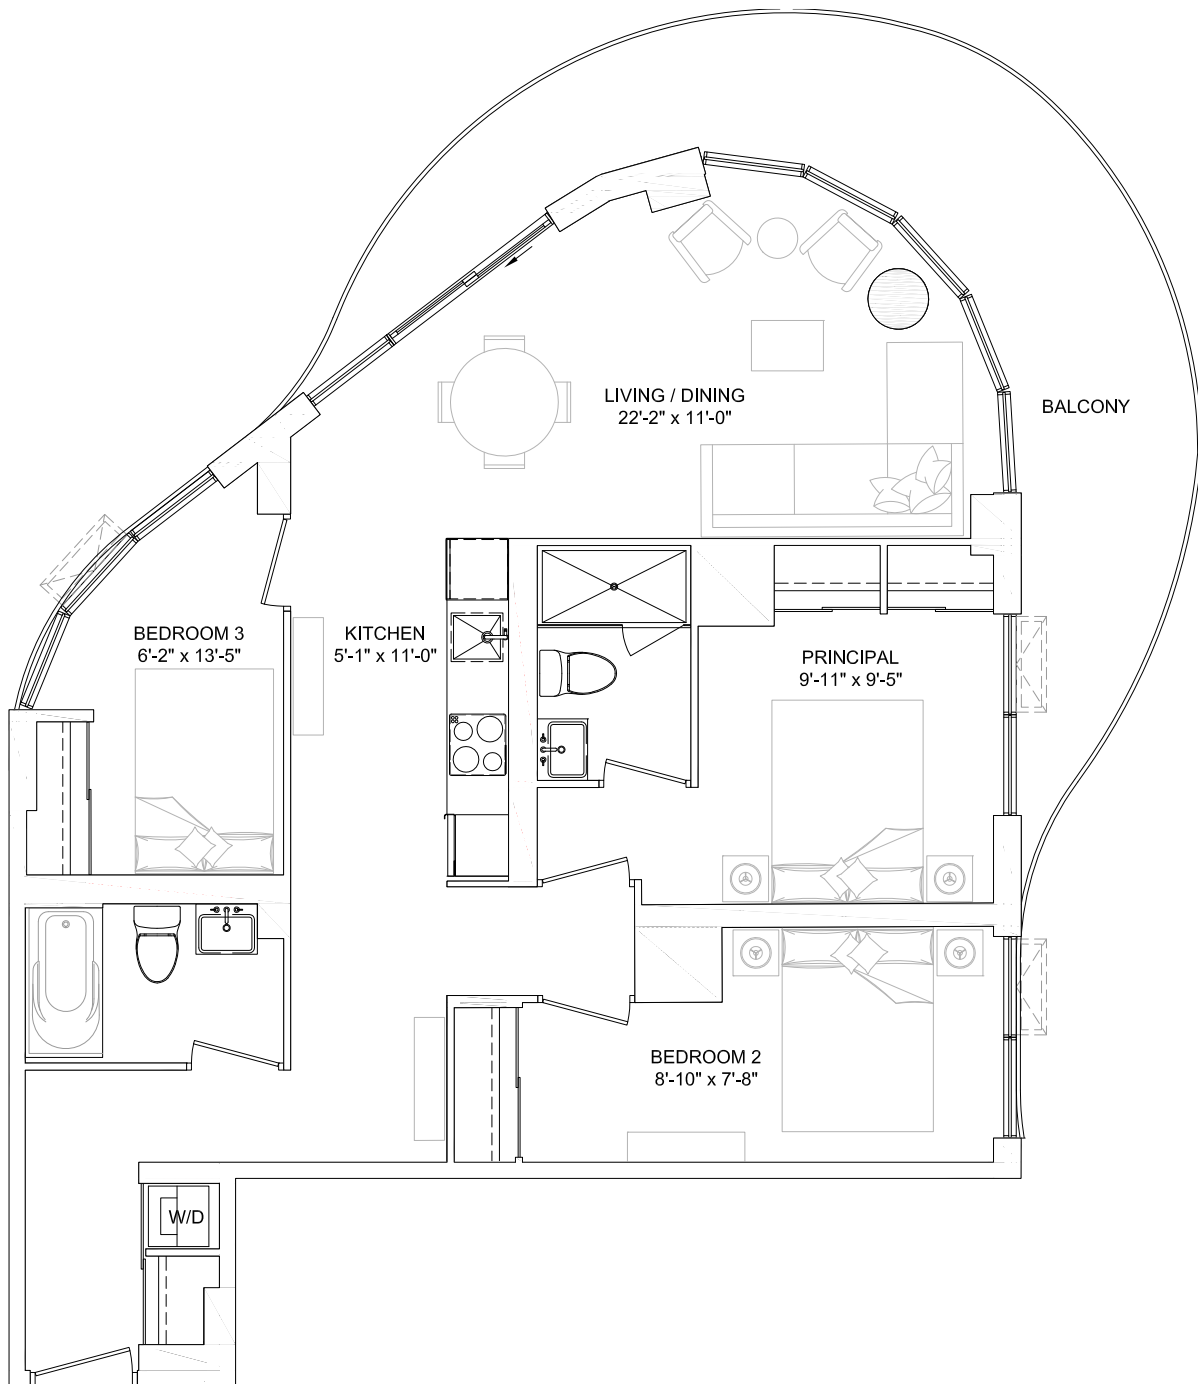 LIVING / DINING
22'-2" x 11'-0"
BALCONY
BEDROOM 3
6'-2" x 13'-5"
KITCHEN
5'-1" x 11'-0"
PRINCIPAL
9'-11" x 9'-5"
BEDROOM 2
8'-10" x 7'-8"
W/D